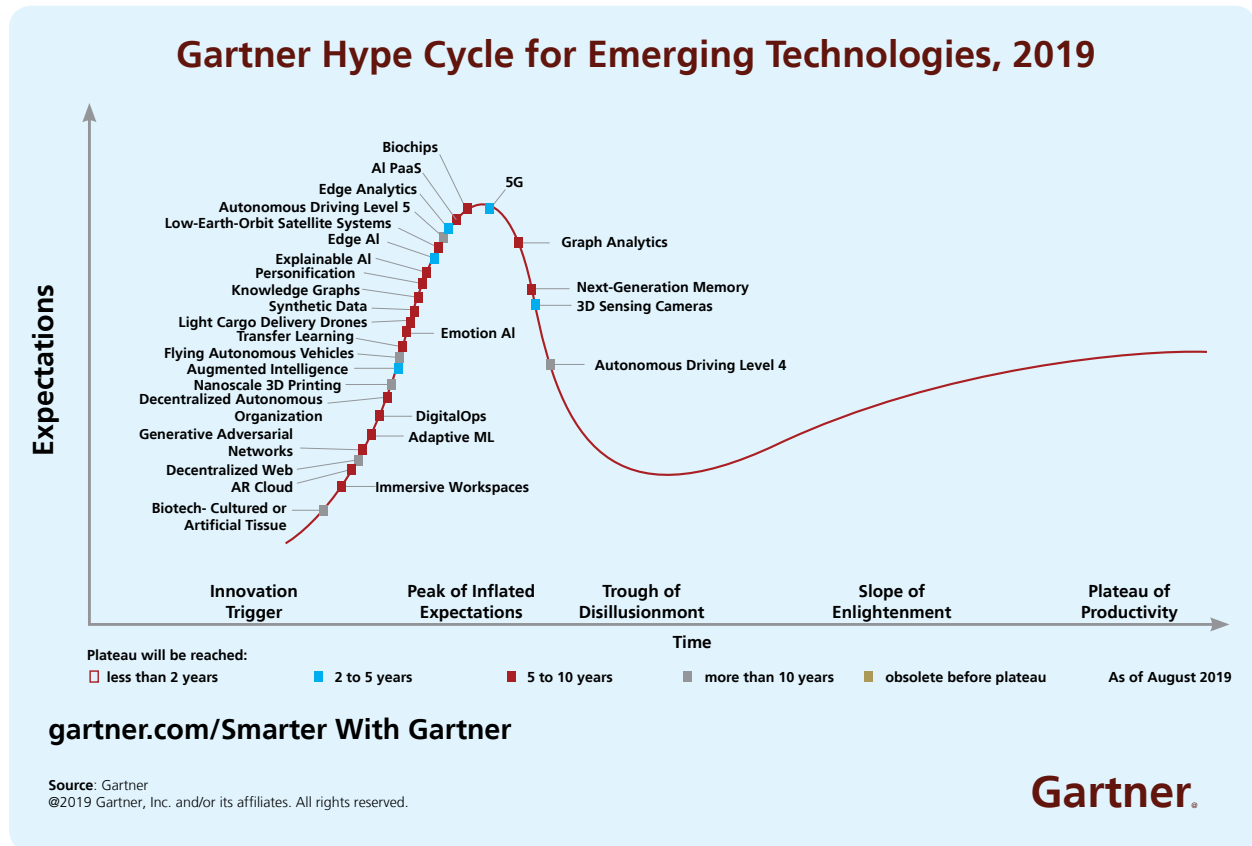 Gartner Hype Cycle for Emerging Technologies, 2019
Expectations
Biochips
AI PaaS
Edge Analytics
Autonomous Driving Level 5
Low-Earth-Orbit Satellite Systems
Edge AI
Explainable AI
Personification
Knowledge Graphs
Synthetic Data
Light Cargo Delivery Drones
Transfer Learning
Flying Autonomous Vehicles
Augmented Intelligence
Nanoscale 3D Printing
Decentralized Autonomous
Organization
Generative Adversarial
Networks
Decentralized Web
AR Cloud
Biotech- Cultured or
Artificial Tissue
Emotion AI
DigitalOps
Adaptive ML
Immersive Workspaces
5G
Graph Analytics
Next-Generation Memory
3D Sensing Cameras
Autonomous Driving Level 4
Innovation
Trigger
Peak of Inflated
Expectations
Trough of
Disillusionmont
Slope of
Enlightenment
Plateau of
Productivity
Time
Plateau will be reached:
less than 2 years
2 to 5 years
5 to 10 years
more than 10 years
obsolete before plateau
As of August 2019
gartner.com/Smarter With Gartner
Source: Gartner
@2019 Gartner, Inc. and/or its affiliates. All rights reserved.
Gartner®